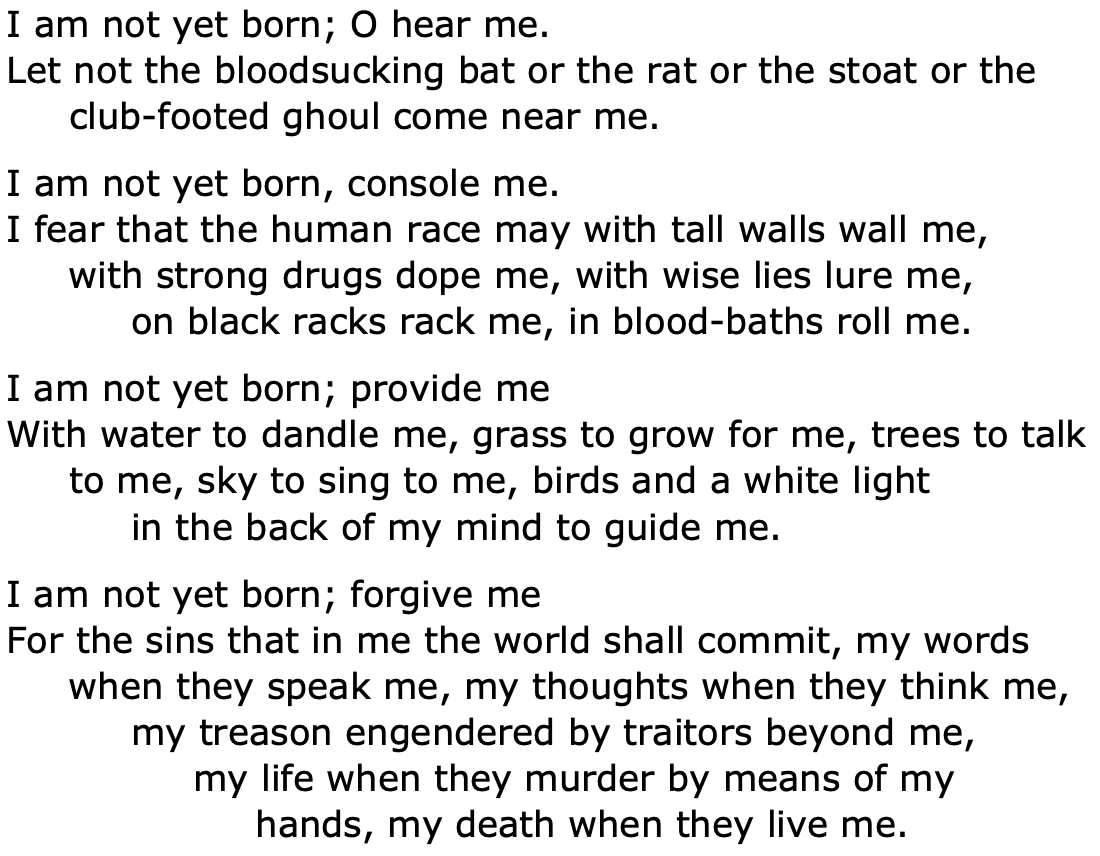 I am not yet born; O hear me.
Let not the bloodsucking bat or the rat or the stoat or the
club-footed ghoul come near me.
I am not yet born, console me.
I fear that the human race may with tall walls wall me,
with strong drugs dope me, with wise lies lure me,
on black racks rack me, in blood-baths roll me.
I am not yet born; provide me
With water to dandle me, grass to grow for me, trees to talk
to me, sky to sing to me, birds and a white light
in the back of my mind to guide me.
I am not yet born; forgive me
For the sins that in me the world shall commit, my words
when they speak me, my thoughts when they think me,
my treason engendered by traitors beyond me,
my life when they murder by means of my
hands, my death when they live me.